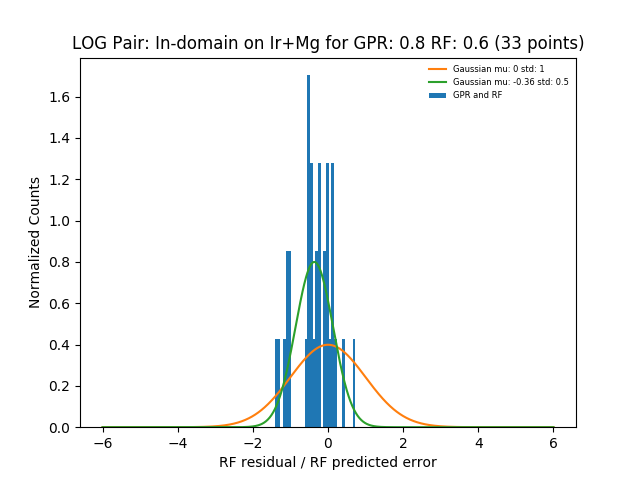 LOG Pair: In-domain on Ir+Mg for GPR: 0.8 RF: 0.6 (33 points)
Gaussian mu: 0 std: 1
Gaussian mu: -0.36 std: 0.5
GPR and RF
Normalized Counts
1.6
1.4
1.2
1.0
0.8
0.6
0.4
0.2
0.0
−6 −4 −2 0 2 4 6
RF residual / RF predicted error